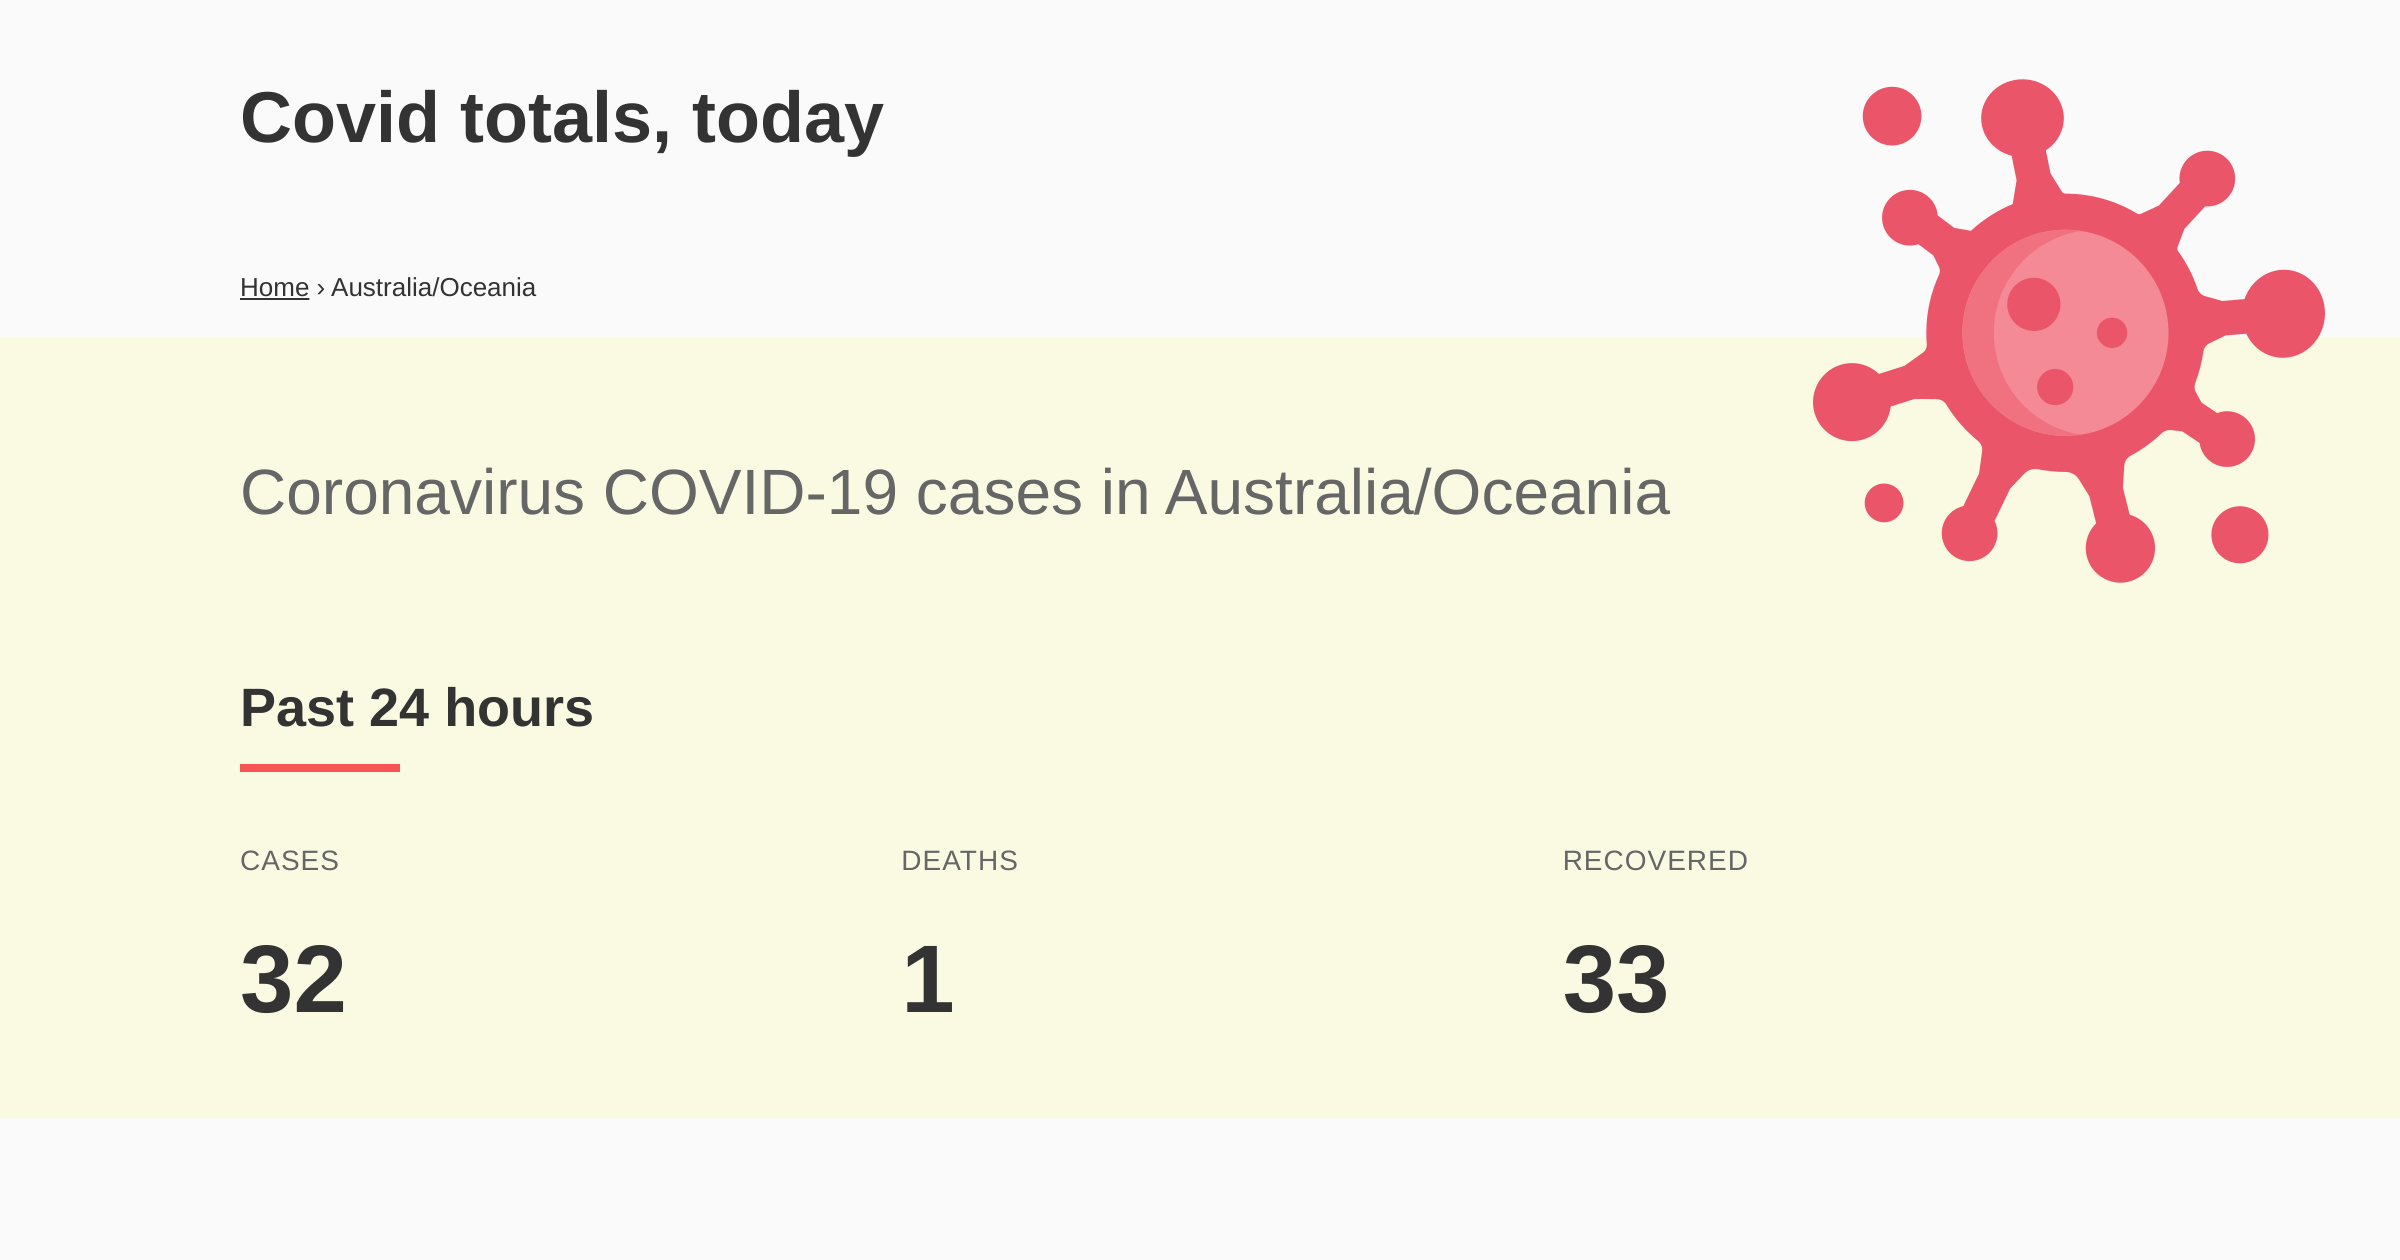 Covid totals, today
Home › Australia/Oceania
Coronavirus COVID-19 cases in Australia/Oceania
Past 24 hours
CASES
DEATHS
RECOVERED
32
1
33